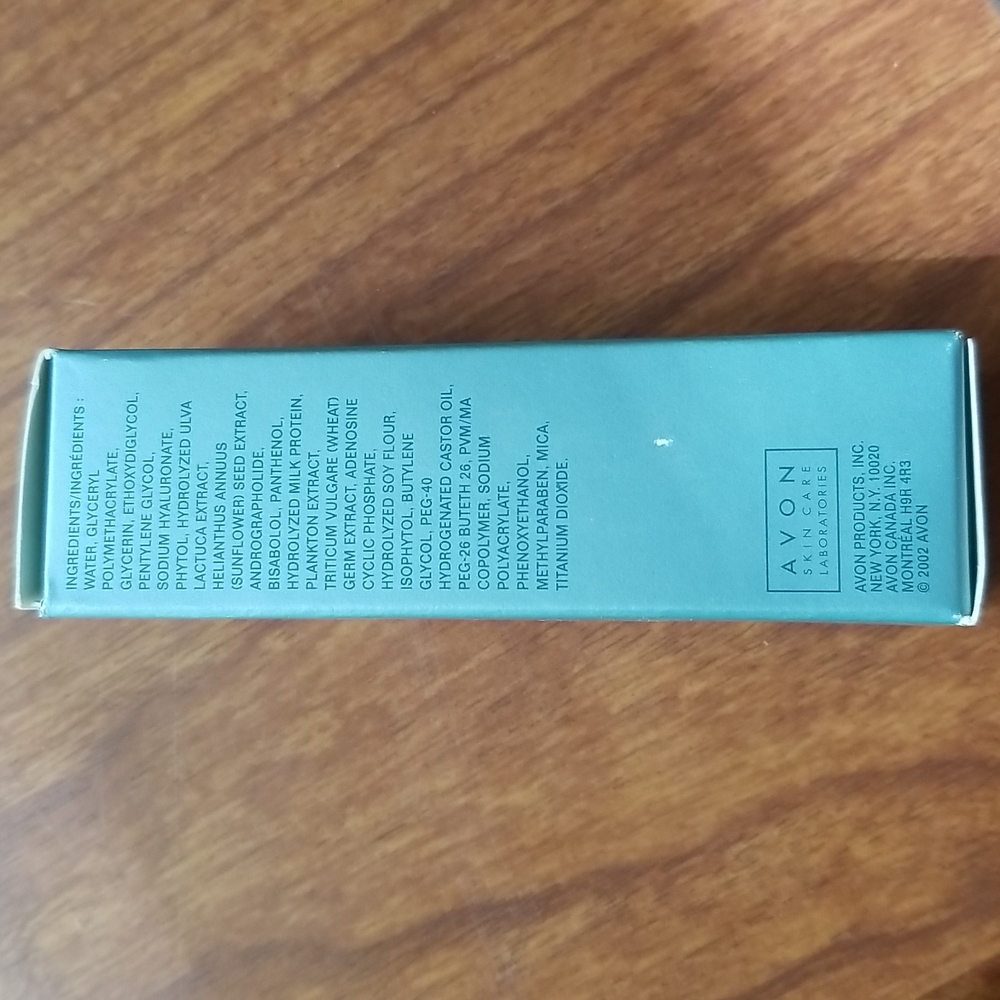 INGREDIENTS/INGRÉDIENTS :
WATER, GLYCERYL
POLYMETHACRYLATE,
GLYCERIN, ETHOXYDIGLYCOL,
PENTYLENE GLYCOL,
SODIUM HYALURONATE,
PHYTOL, HYDROLYZED ULVA
LACTUCA EXTRACT,
HELIANTHUS ANNUUS
(SUNFLOWER) SEED EXTRACT,
ANDROGRAPHOLIDE,
BISABOLOL, PANTHENOL,
HYDROLYZED MILK PROTEIN,
PLANKTON EXTRACT,
TRITICUM VULGARE (WHEAT)
GERM EXTRACT, ADENOSINE
CYCLIC PHOSPHATE,
HYDROLYZED SOY FLOUR,
ISOPHYTOL, BUTYLENE
GLYCOL, PEG-40
HYDROGENATED CASTOR OIL,
PEG-26 BUTETH 26, PVM/MA
COPOLYMER, SODIUM
POLYACRYLATE,
PHENOXYETHANOL,
METHYLPARABEN, MICA,
TITANIUM DIOXIDE.
AVON
SKIN CARE
LABORATORIES
AVON PRODUCTS, INC.
NEW YORK, N.Y. 10020
AVON CANADA INC.
MONTRÉAL H9R 4R3
© 2002 AVON